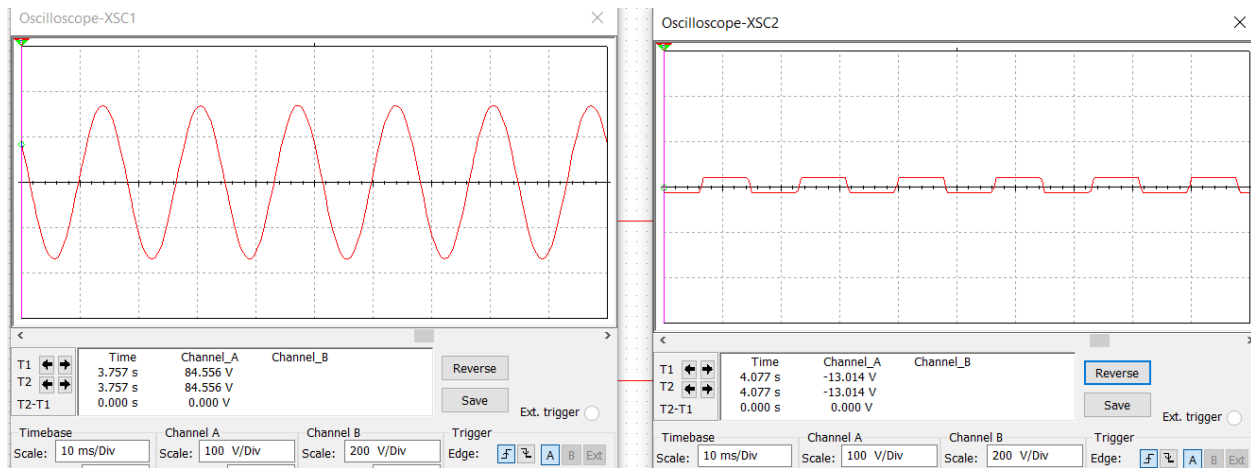 Oscilloscope-XSC1
Time Channel_A Channel_B
T1 3.757 s 84.556 V
T2 3.757 s 84.556 V
T2-T1 0.000 s 0.000 V
Reverse
Save
Ext. trigger
Timebase Channel A Channel B Trigger
Scale: 10 ms/Div Scale: 100 V/Div Scale: 200 V/Div Edge: A B Ext
Oscilloscope-XSC2
Time Channel_A Channel_B
T1 4.077 s -13.014 V
T2 4.077 s -13.014 V
T2-T1 0.000 s 0.000 V
Reverse
Save
Ext. trigger
Timebase Channel A Channel B Trigger
Scale: 10 ms/Div Scale: 100 V/Div Scale: 200 V/Div Edge: A B Ext